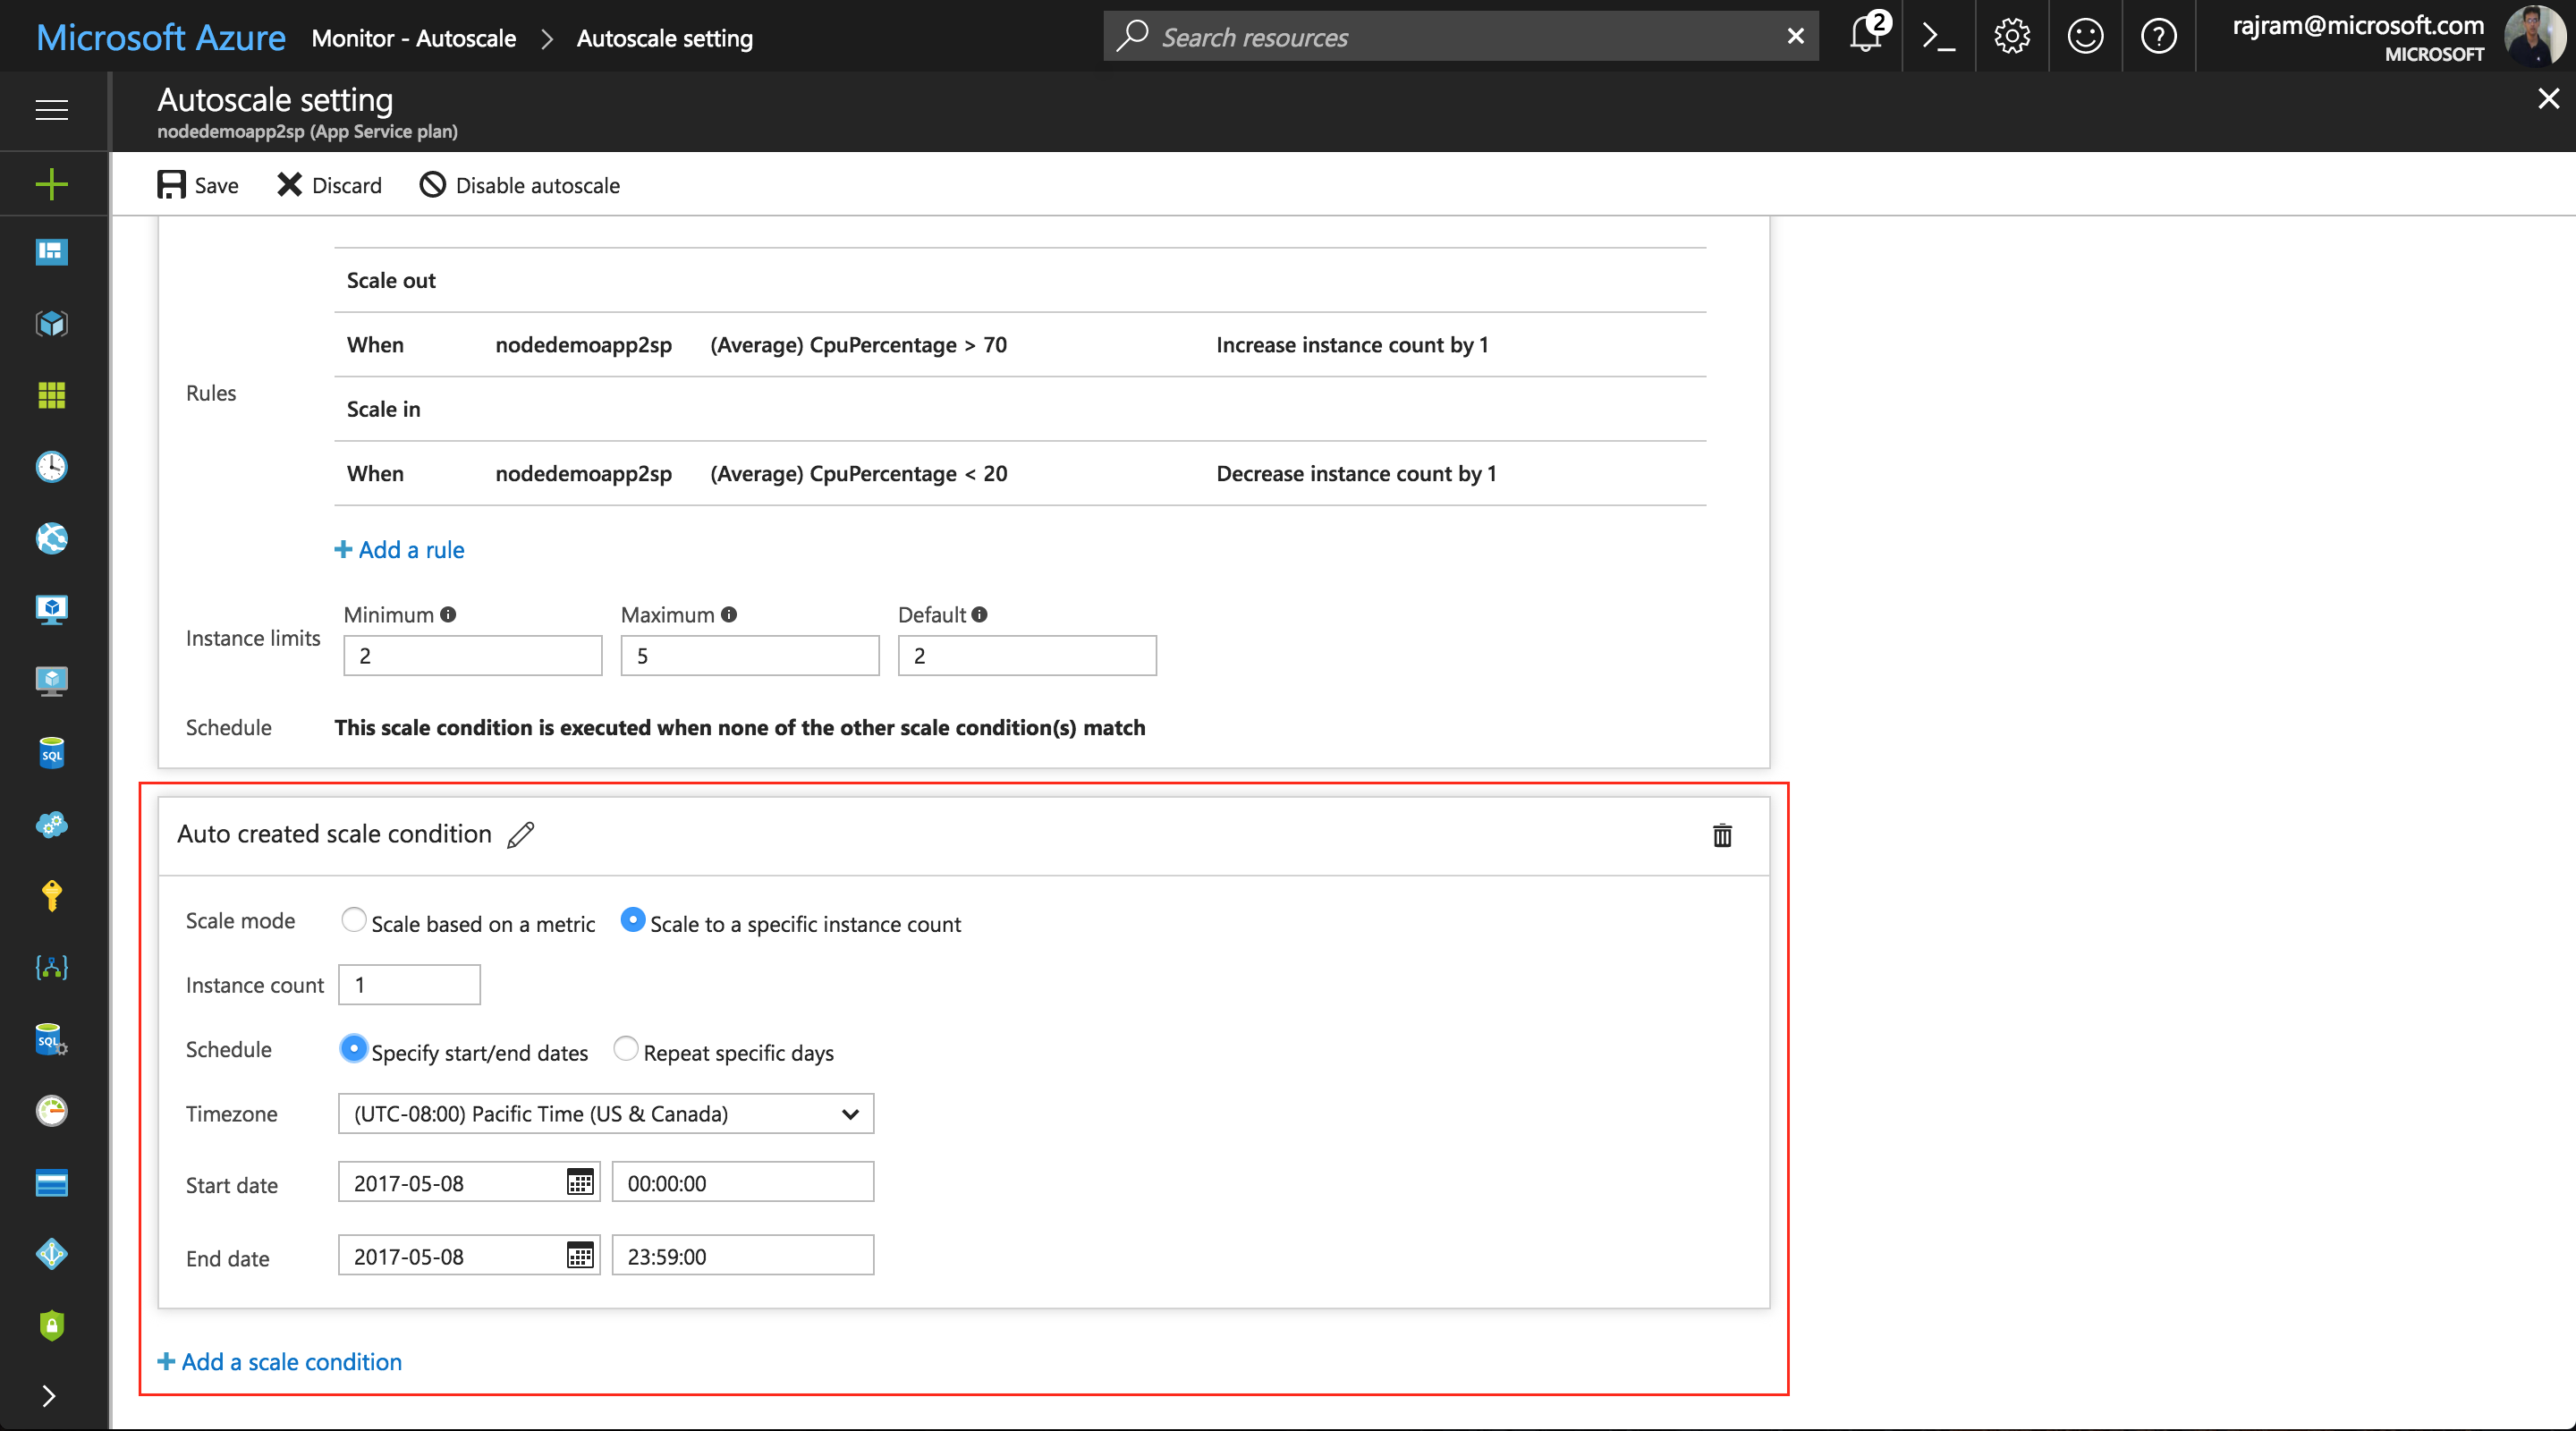 Microsoft Azure Monitor - Autoscale > Autoscale setting
Search resources
2
rajram@microsoft.com
MICROSOFT
Autoscale setting
nodedemoapp2sp (App Service plan)
Save Discard Disable autoscale
Scale out
When nodedemoapp2sp (Average) CpuPercentage > 70 Increase instance count by 1
Rules
Scale in
When nodedemoapp2sp (Average) CpuPercentage < 20 Decrease instance count by 1
+ Add a rule
Minimum Maximum Default
Instance limits
2 5 2
Schedule This scale condition is executed when none of the other scale condition(s) match
Auto created scale condition
Scale mode Scale based on a metric Scale to a specific instance count
Instance count 1
Schedule Specify start/end dates Repeat specific days
Timezone (UTC-08:00) Pacific Time (US & Canada)
Start date 2017-05-08 00:00:00
End date 2017-05-08 23:59:00
+ Add a scale condition
SQL
SQL